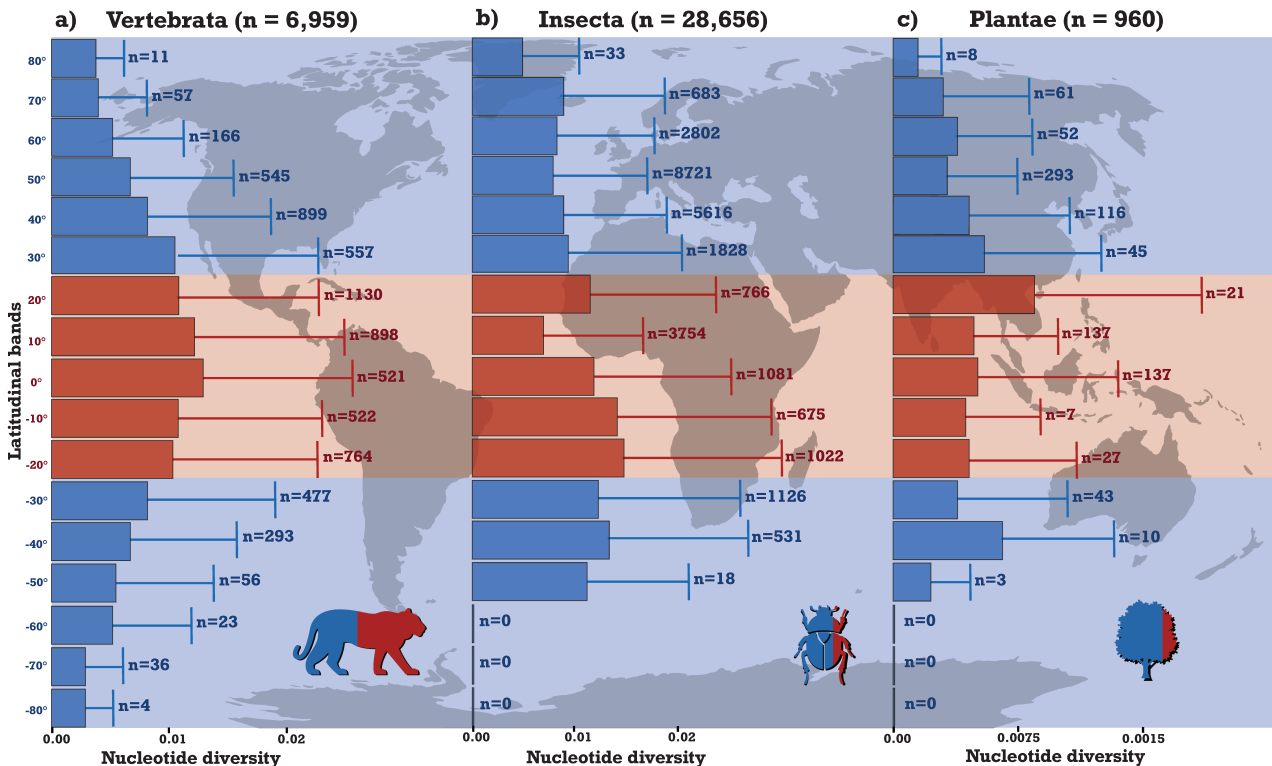 a) Vertebrata (n = 6,959)
b) Insecta (n = 28,656)
c) Plantae (n = 960)
Latitudinal bands
80° n=11 n=33 n=8
70° n=57 n=683 n=61
60° n=166 n=2802 n=52
50° n=545 n=8721 n=293
40° n=899 n=5616 n=116
30° n=557 n=1828 n=45
20° n=1130 n=766 n=21
10° n=898 n=3754 n=137
0° n=521 n=1081 n=137
-10° n=522 n=675 n=7
-20° n=764 n=1022 n=27
-30° n=477 n=1126 n=43
-40° n=293 n=531 n=10
-50° n=56 n=18 n=3
-60° n=23 n=0 n=0
-70° n=36 n=0 n=0
-80° n=4 n=0 n=0
0.00 0.01 0.02 0.00 0.01 0.02 0.00 0.0075 0.0015
Nucleotide diversity Nucleotide diversity Nucleotide diversity